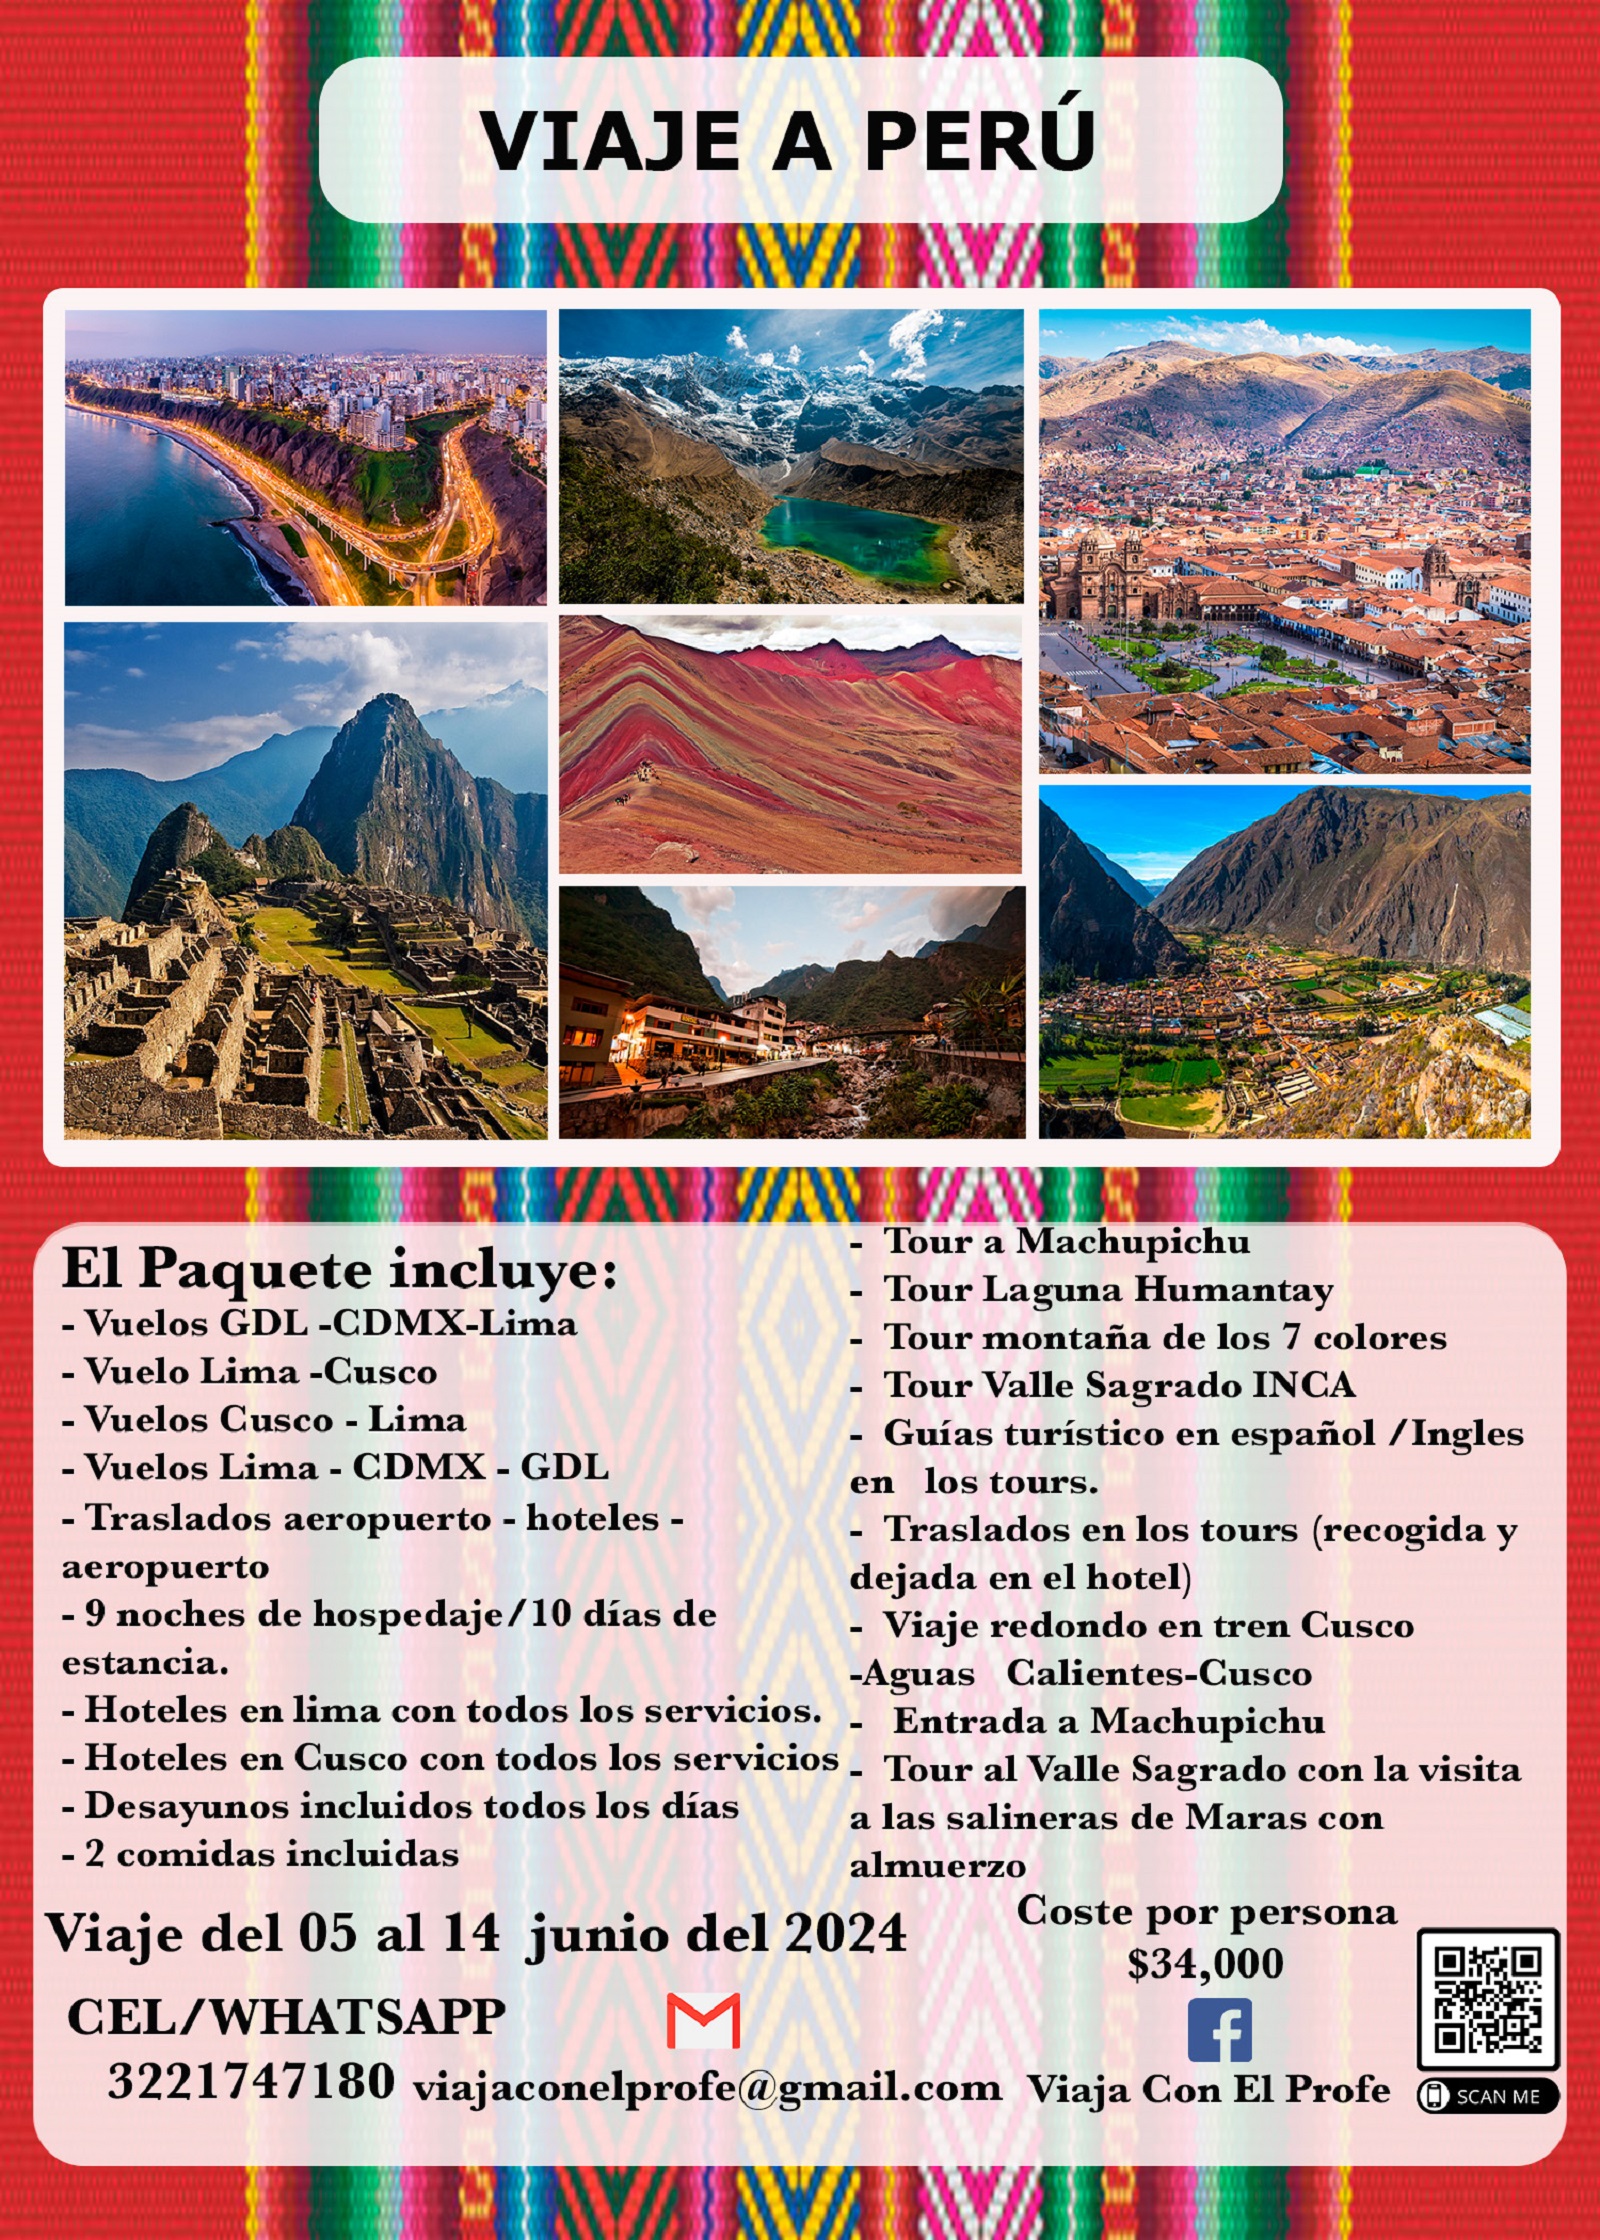 VIAJE A PERÚ
El Paquete incluye:
- Vuelos GDL -CDMX-Lima
- Vuelo Lima -Cusco
- Vuelos Cusco - Lima
- Vuelos Lima - CDMX - GDL
- Traslados aeropuerto - hoteles -
aeropuerto
- 9 noches de hospedaje/10 días de
estancia.
- Hoteles en lima con todos los servicios.
- Hoteles en Cusco con todos los servicios
- Desayunos incluidos todos los días
- 2 comidas incluidas
- Tour a Machupichu
- Tour Laguna Humantay
- Tour montaña de los 7 colores
- Tour Valle Sagrado INCA
- Guías turístico en español /Ingles
en los tours.
- Traslados en los tours (recogida y
dejada en el hotel)
- Viaje redondo en tren Cusco
-Aguas Calientes-Cusco
- Entrada a Machupichu
- Tour al Valle Sagrado con la visita
a las salineras de Maras con
almuerzo
Viaje del 05 al 14 junio del 2024
Coste por persona
$34,000
CEL/WHATSAPP
3221747180
viajaconelprofe@gmail.com
Viaja Con El Profe
SCAN ME